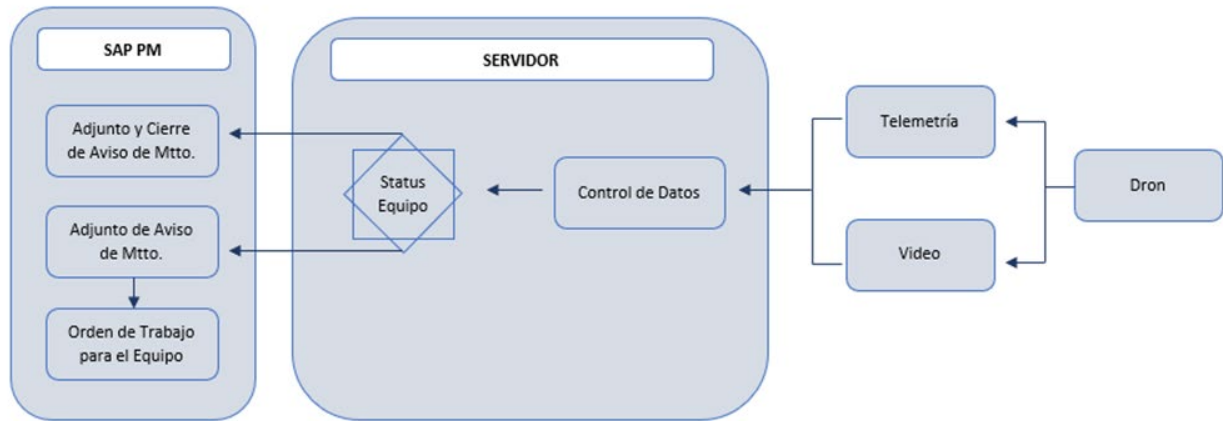 SAP PM
Adjunto y Cierre
de Aviso de Mtto.
Adjunto de Aviso
de Mtto.
Orden de Trabajo
para el Equipo
SERVIDOR
Status
Equipo
Control de Datos
Telemetría
Video
Dron